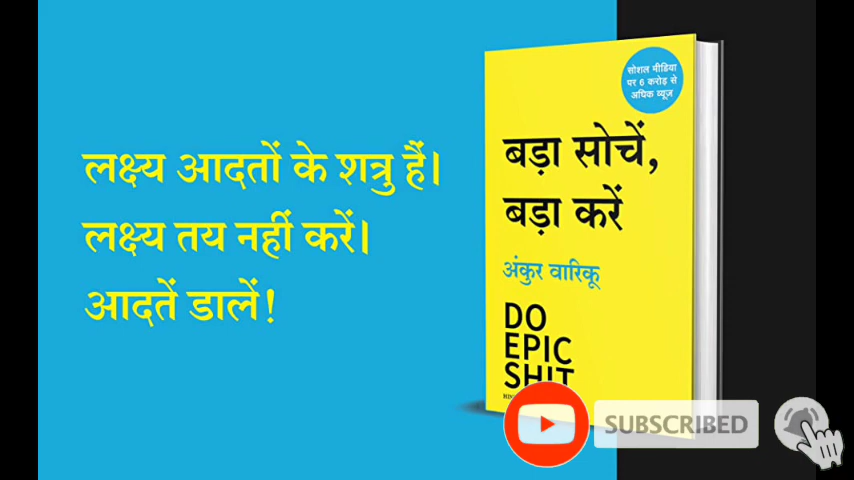 लक्ष्य आदतों के शत्रु हैं।
लक्ष्य तय नहीं करें।
आदतें डालें!
सोशल मीडिया
पर 6 करोड़ से
अधिक व्यूज़
बड़ा सोचें,
बड़ा करें
अंकुर वारिकू
DO
EPIC
SHIT
SUBSCRIBED